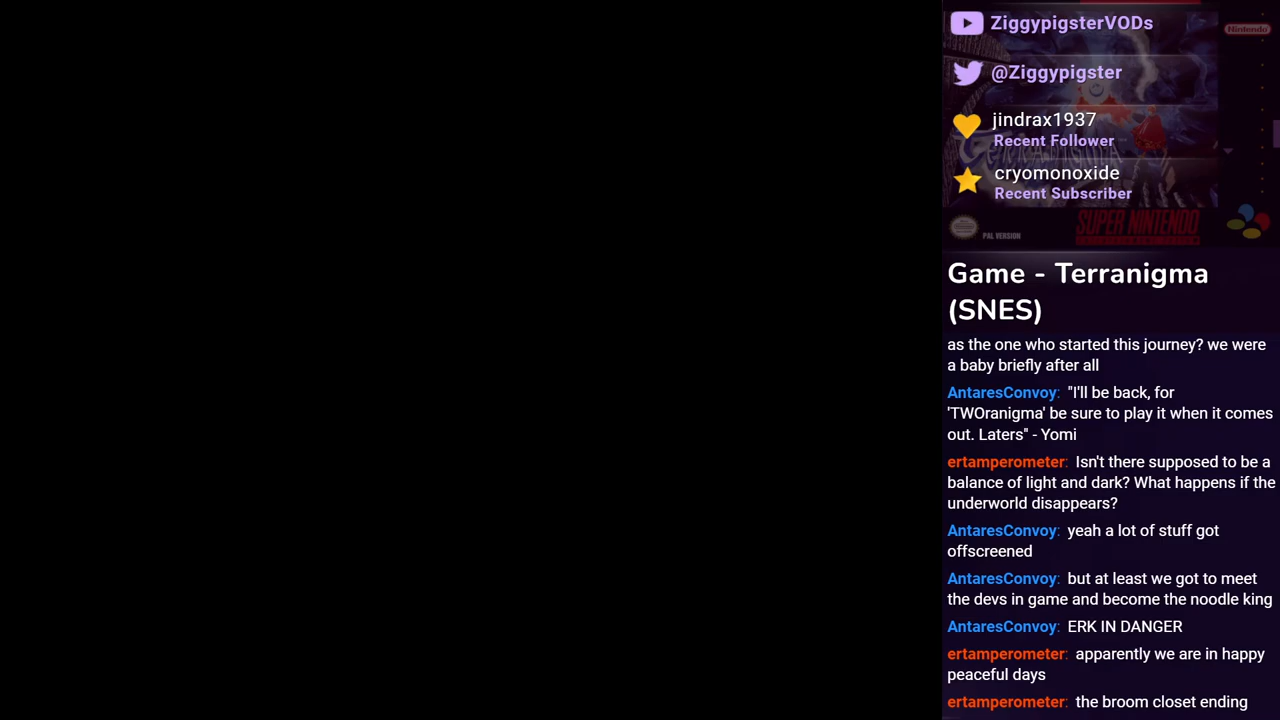 ZiggypigsterVODs
Nintendo
@Ziggypigster
jindrax1937
Recent Follower
cryomonoxide
Recent Subscriber
PAL VERSION
SUPER NINTENDO
Game - Terranigma
(SNES)
as the one who started this journey? we were
a baby briefly after all
AntaresConvoy: "I'll be back, for
'TWOranigma' be sure to play it when it comes
out. Laters" - Yomi
ertamperometer: Isn't there supposed to be a
balance of light and dark? What happens if the
underworld disappears?
AntaresConvoy: yeah a lot of stuff got
offscreened
AntaresConvoy: but at least we got to meet
the devs in game and become the noodle king
AntaresConvoy: ERK IN DANGER
ertamperometer: apparently we are in happy
peaceful days
ertamperometer: the broom closet ending